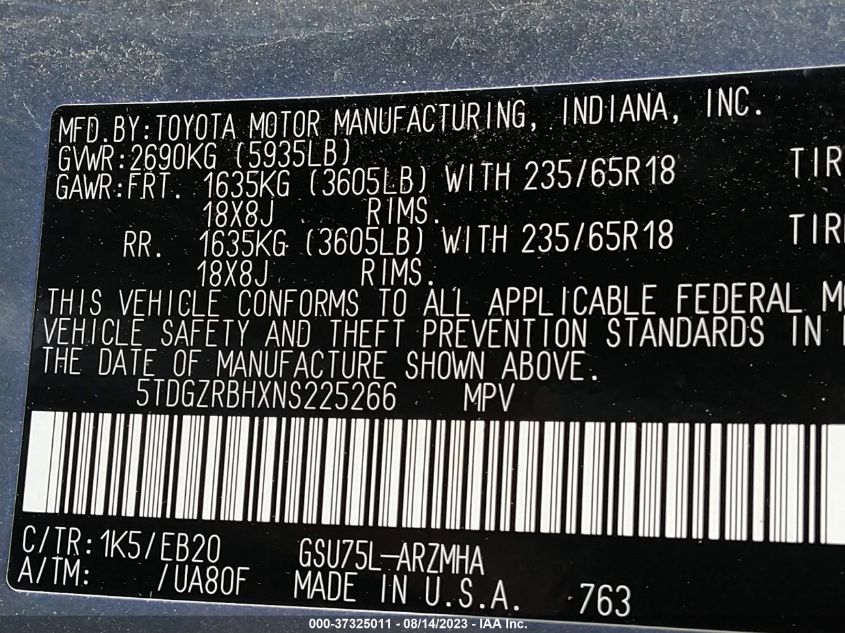 MFD.BY:TOYOTA MOTOR MANUFACTURING, INDIANA, INC.
GVWR:2690KG (5935LB)
GAWR:FRT. 1635KG (3605LB) WITH 235/65R18 TIR
18X8J RIMS.
RR. 1635KG (3605LB) WITH 235/65R18 TIR
18X8J RIMS.
THIS VEHICLE CONFORMS TO ALL APPLICABLE FEDERAL MO
VEHICLE SAFETY AND THEFT PREVENTION STANDARDS IN
THE DATE OF MANUFACTURE SHOWN ABOVE.
5TDGZRBHXNS225266 MPV
C/TR:1K5/EB20 GSU75L-ARZMHA
A/TM: /UA80F MADE IN U.S.A. 763
000-37325011 - 08/14/2023 - IAA Inc.